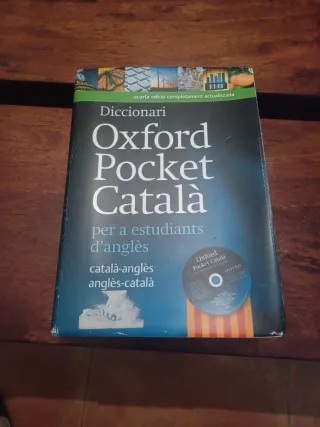 quarta edició completament actualitzada
Diccionari
Oxford
Pocket
Català
per a estudiants
d'anglès
català-anglès
anglès-català
Oxford
Pocket Català